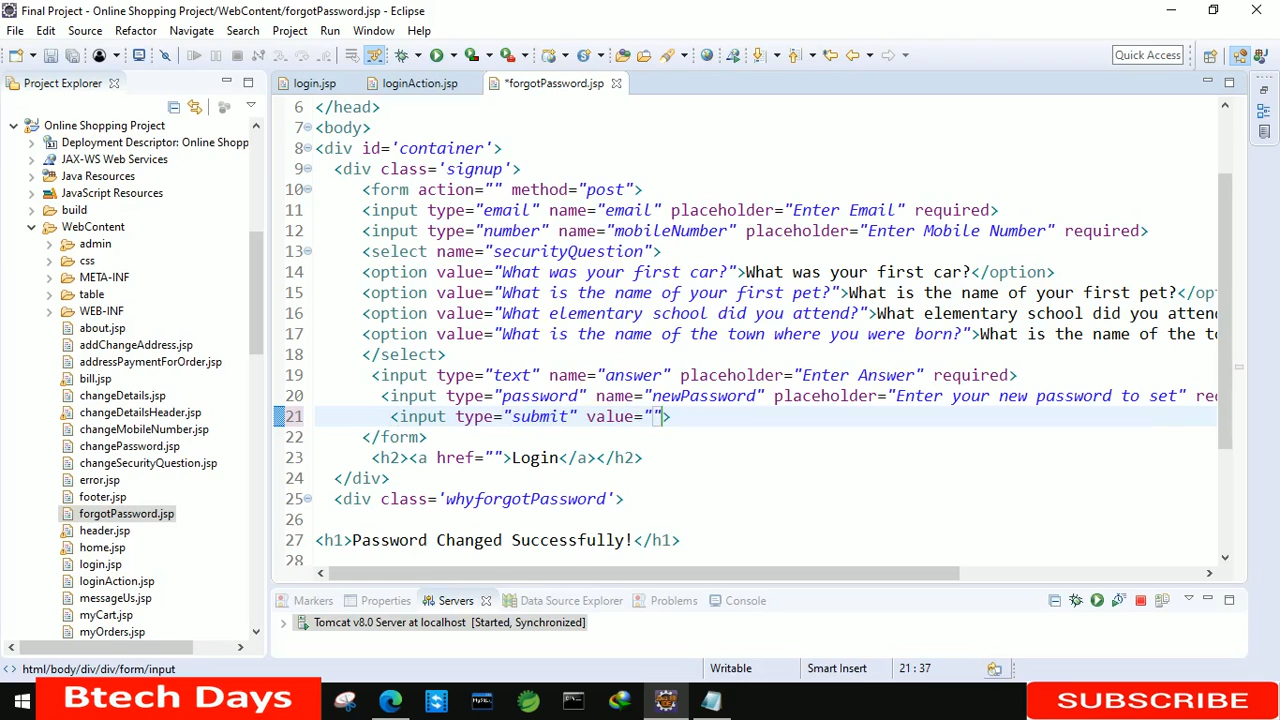 Final Project - Online Shopping Project/WebContent/forgotPassword.jsp - Eclipse
File Edit Source Refactor Navigate Search Project Run Window Help
Quick Access
Project Explorer
login.jsp
loginAction.jsp
*forgotPassword.jsp
Online Shopping Project
Deployment Descriptor: Online Shopp
JAX-WS Web Services
Java Resources
JavaScript Resources
build
WebContent
admin
css
META-INF
table
WEB-INF
about.jsp
addChangeAddress.jsp
addressPaymentForOrder.jsp
bill.jsp
changeDetails.jsp
changeDetailsHeader.jsp
changeMobileNumber.jsp
changePassword.jsp
changeSecurityQuestion.jsp
error.jsp
footer.jsp
forgotPassword.jsp
header.jsp
home.jsp
login.jsp
loginAction.jsp
messageUs.jsp
myCart.jsp
myOrders.jsp
6 </head>
7 <body>
8 <div id='container'>
9 <div class='signup'>
10 <form action="" method="post">
11 <input type="email" name="email" placeholder="Enter Email" required>
12 <input type="number" name="mobileNumber" placeholder="Enter Mobile Number" required>
13 <select name="securityQuestion">
14 <option value="What was your first car?">What was your first car?</option>
15 <option value="What is the name of your first pet?">What is the name of your first pet?</op
16 <option value="What elementary school did you attend?">What elementary school did you attend
17 <option value="What is the name of the town where you were born?">What is the name of the to
18 </select>
19 <input type="text" name="answer" placeholder="Enter Answer" required>
20 <input type="password" name="newPassword" placeholder="Enter your new password to set" req
21 <input type="submit" value="">
22 </form>
23 <h2><a href="">Login</a></h2>
24 </div>
25 <div class='whyforgotPassword'>
26
27 <h1>Password Changed Successfully!</h1>
28
Markers
Properties
Servers
Data Source Explorer
Problems
Console
Tomcat v8.0 Server at localhost [Started, Synchronized]
html/body/div/div/form/input
Writable
Smart Insert
21 : 37
Btech Days
SUBSCRIBE